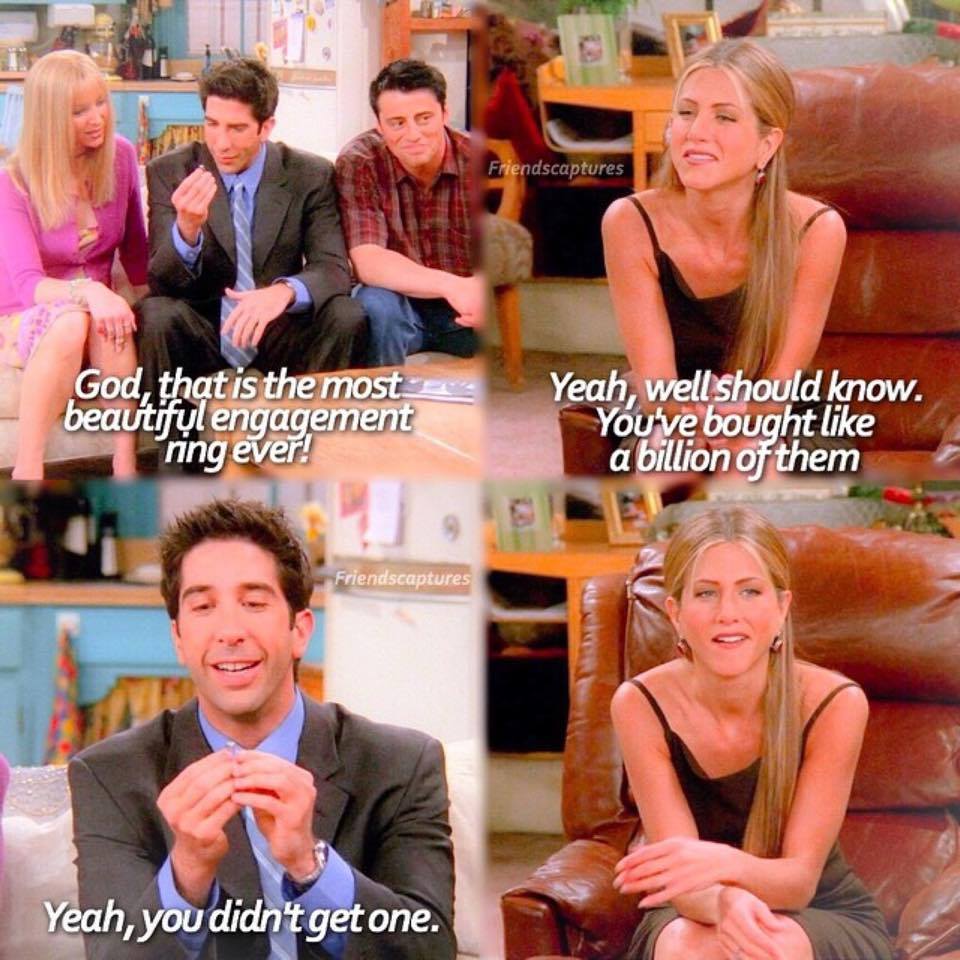 Friendscaptures
God, that is the most
beautiful engagement
ring ever!
Yeah, well should know.
You've bought like
a billion of them
Friendscaptures
Yeah, you didn't get one.